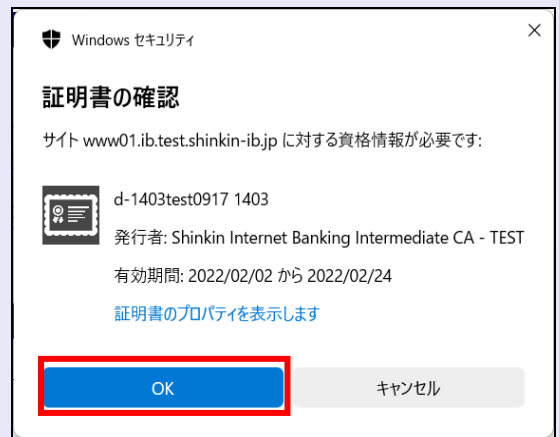 Windows セキュリティ
証明書の確認
サイト www01.ib.test.shinkin-ib.jp に対する資格情報が必要です:
d-1403test0917 1403
発行者: Shinkin Internet Banking Intermediate CA - TEST
有効期間: 2022/02/02 から 2022/02/24
証明書のプロパティを表示します
OK
キャンセル